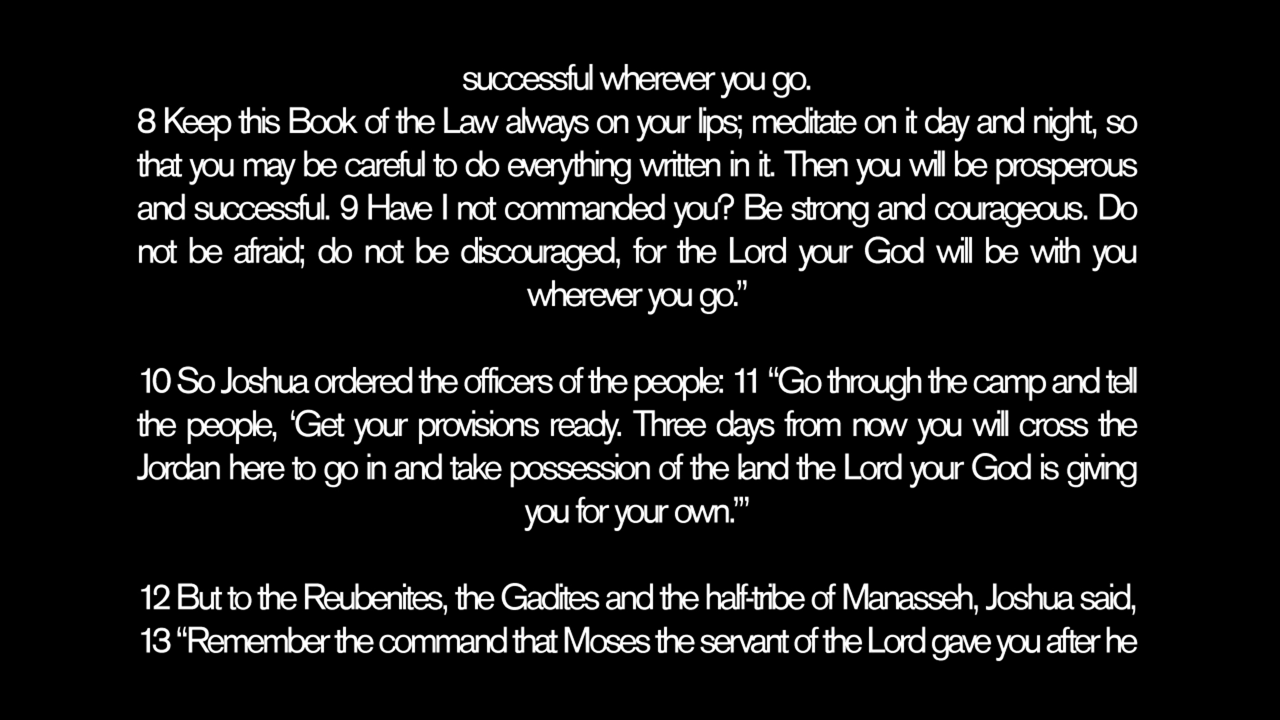 successful wherever you go.
8 Keep this Book of the Law always on your lips; meditate on it day and night, so
that you may be careful to do everything written in it. Then you will be prosperous
and successful. 9 Have I not commanded you? Be strong and courageous. Do
not be afraid; do not be discouraged, for the Lord your God will be with you
wherever you go.”
10 So Joshua ordered the officers of the people: 11 “Go through the camp and tell
the people, ‘Get your provisions ready. Three days from now you will cross the
Jordan here to go in and take possession of the land the Lord your God is giving
you for your own.’”
12 But to the Reubenites, the Gadites and the half-tribe of Manasseh, Joshua said,
13 “Remember the command that Moses the servant of the Lord gave you after he